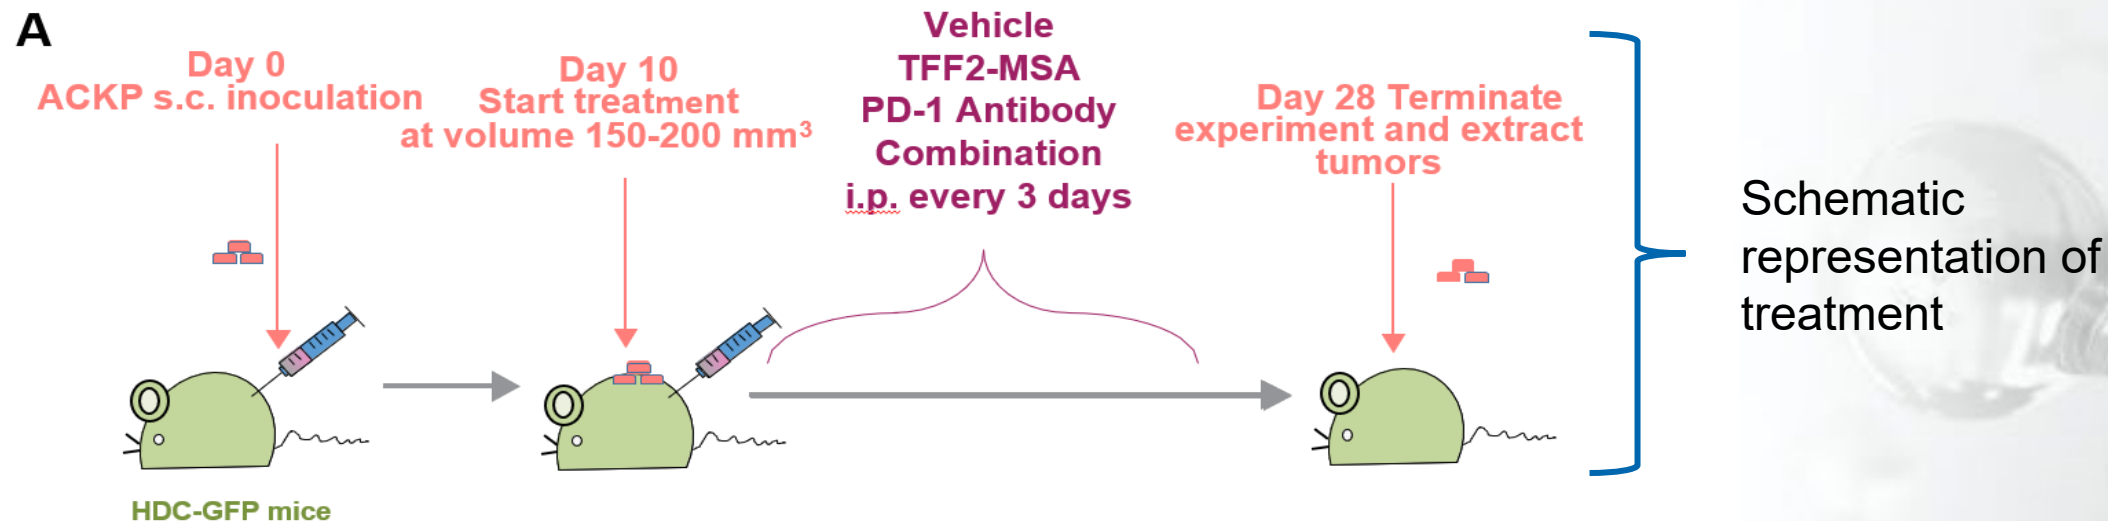 A
Day 0
ACKP s.c. inoculation
Day 10
Start treatment
at volume 150-200 mm³
Vehicle
TFF2-MSA
PD-1 Antibody
Combination
i.p. every 3 days
Day 28 Terminate
experiment and extract
tumors
Schematic
representation of
treatment
HDC-GFP mice